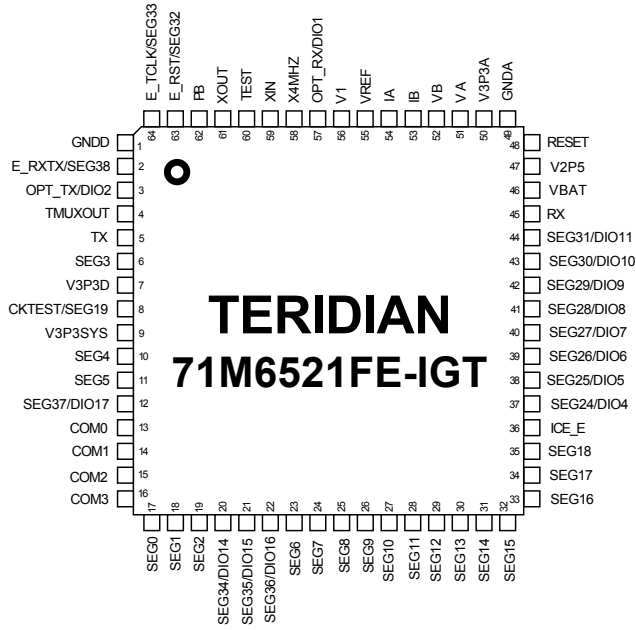 E_TCLK/SEG33
E_RST/SEG32
PB
XOUT
TEST
XIN
X4MHZ
OPT_RX/DIO1
V1
VREF
IA
IB
VB
VA
V3P3A
GNDA
64
63
62
61
60
59
58
57
56
55
54
53
52
51
50
49
GNDD 1
E_RXTX/SEG38 2
OPT_TX/DIO2 3
TMUXOUT 4
TX 5
SEG3 6
V3P3D 7
CKTEST/SEG19 8
V3P3SYS 9
SEG4 10
SEG5 11
SEG37/DIO17 12
COM0 13
COM1 14
COM2 15
COM3 16
TERIDIAN
71M6521FE-IGT
48 RESET
47 V2P5
46 VBAT
45 RX
44 SEG31/DIO11
43 SEG30/DIO10
42 SEG29/DIO9
41 SEG28/DIO8
40 SEG27/DIO7
39 SEG26/DIO6
38 SEG25/DIO5
37 SEG24/DIO4
36 ICE_E
35 SEG18
34 SEG17
33 SEG16
17
18
19
20
21
22
23
24
25
26
27
28
29
30
31
32
SEG0
SEG1
SEG2
SEG34/DIO14
SEG35/DIO15
SEG36/DIO16
SEG6
SEG7
SEG8
SEG9
SEG10
SEG11
SEG12
SEG13
SEG14
SEG15